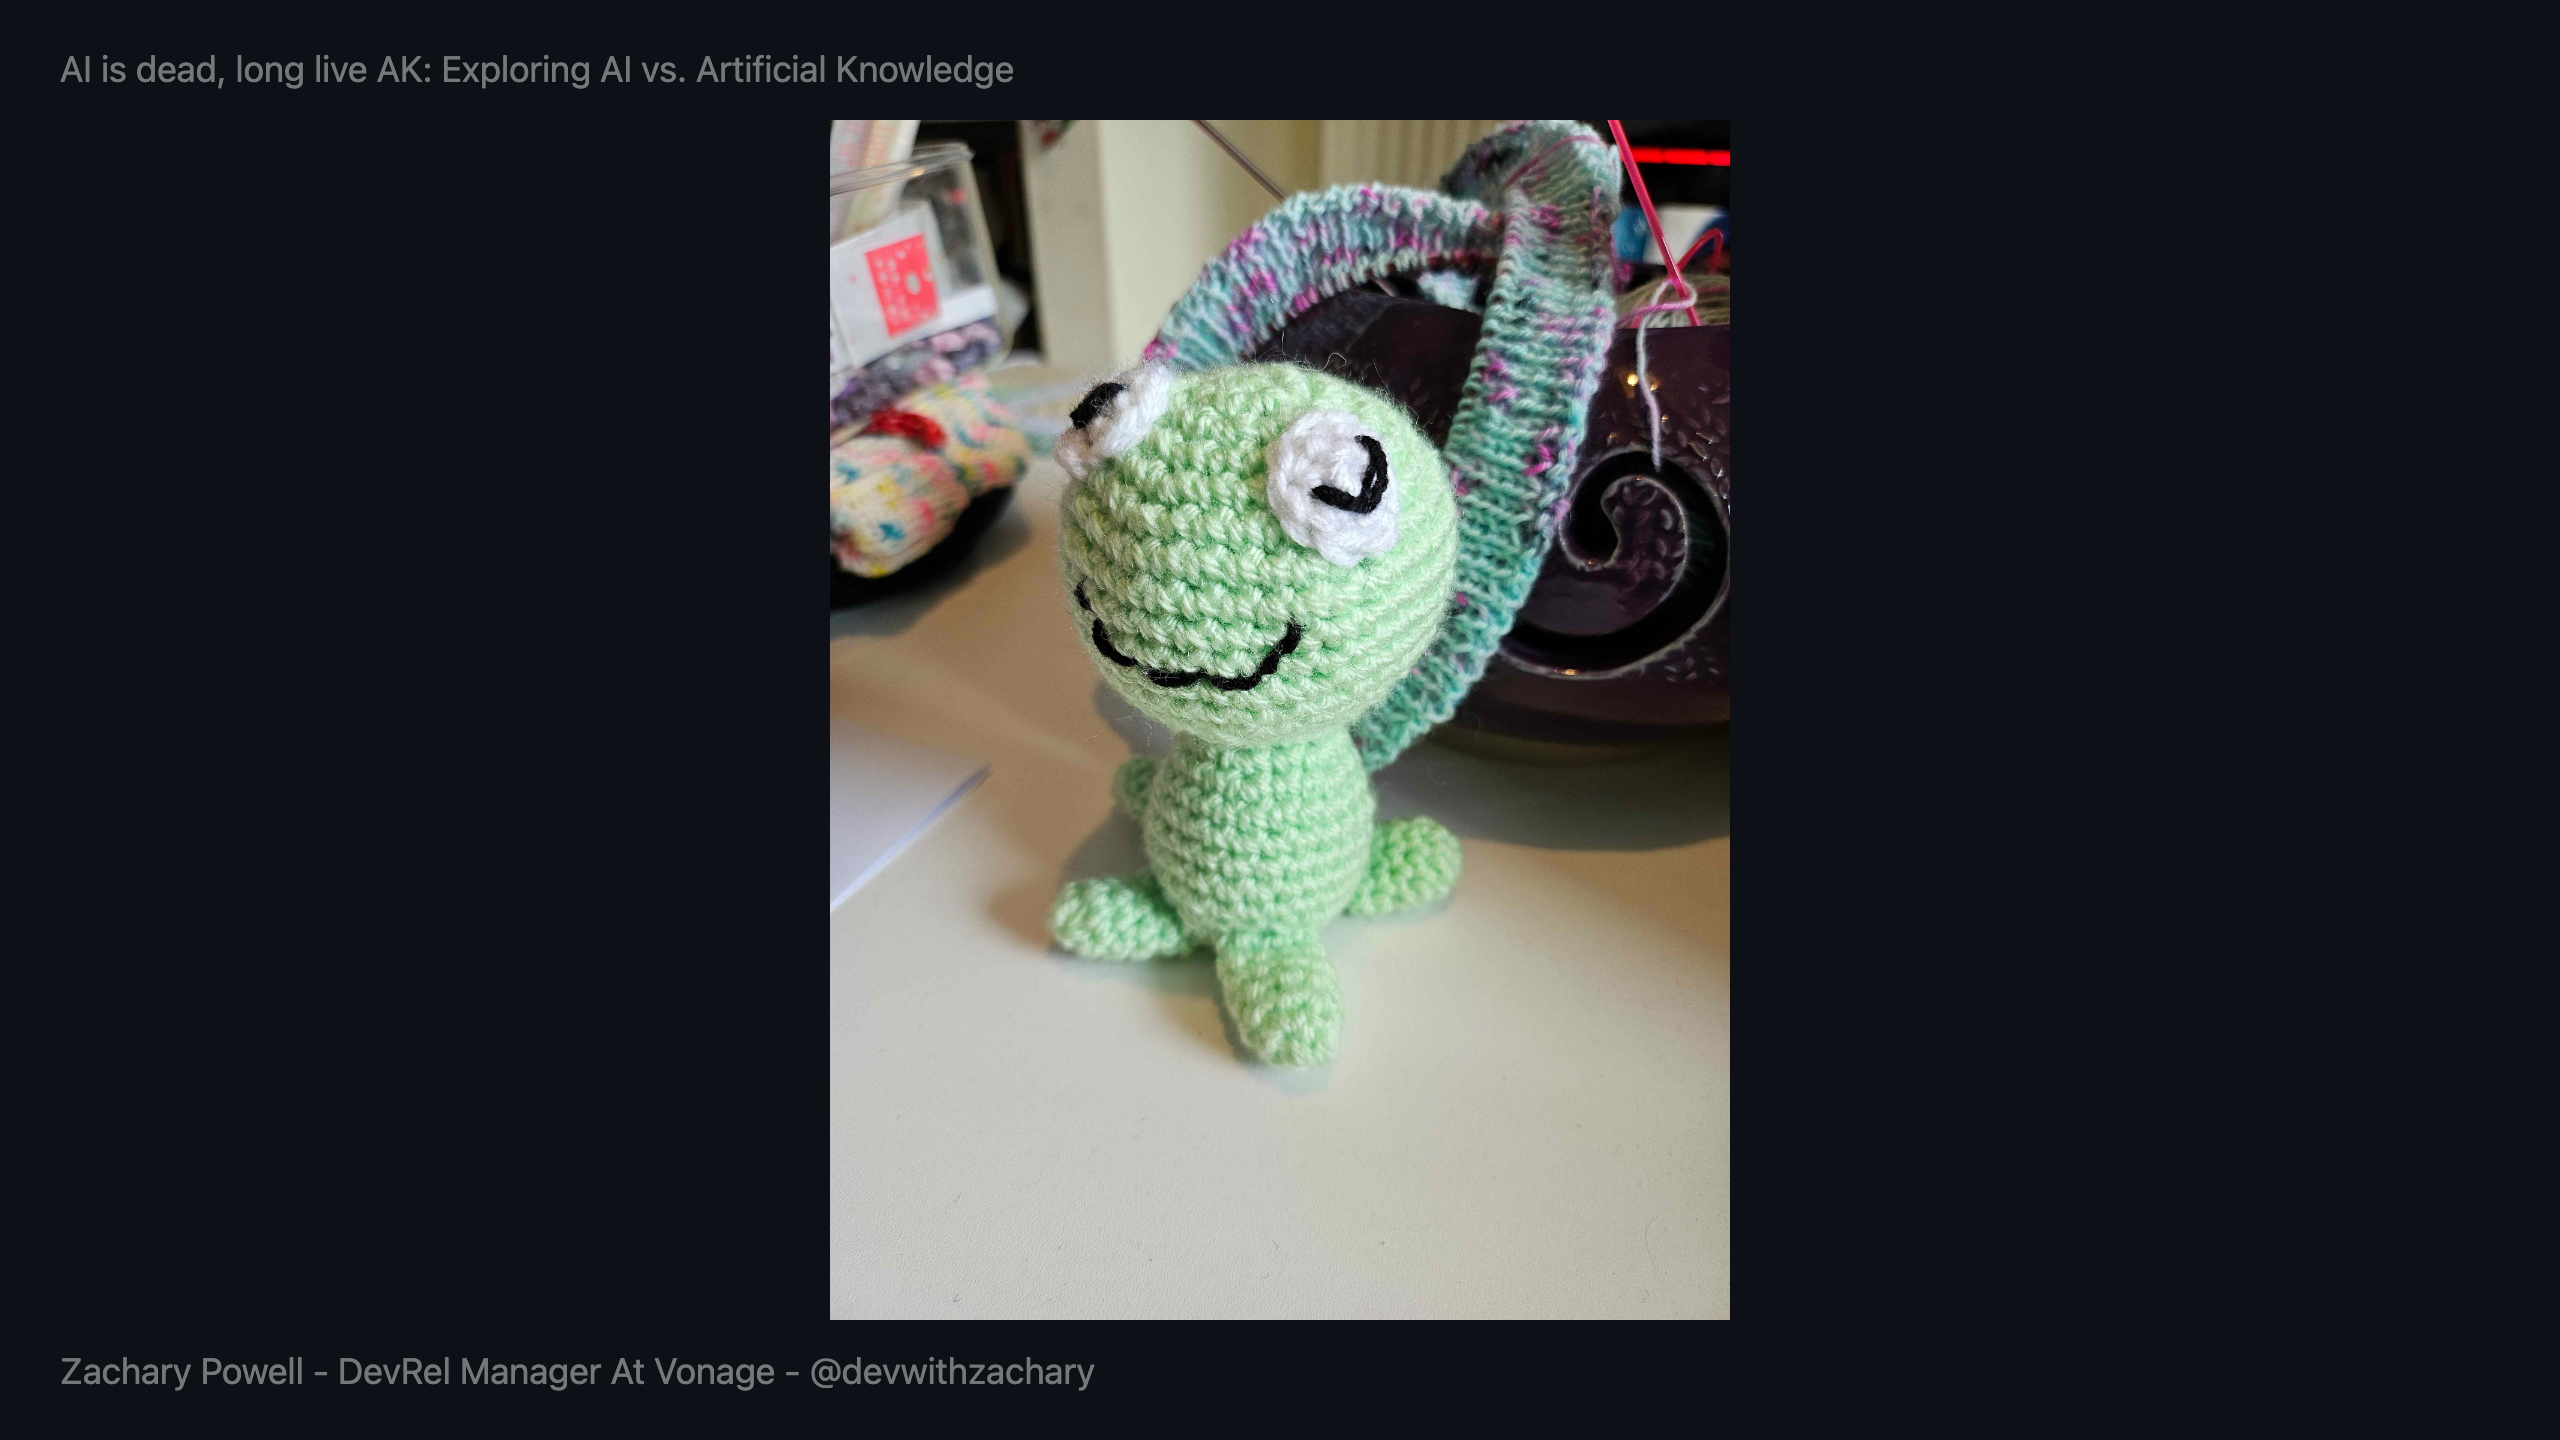 AI is dead, long live AK: Exploring AI vs. Artificial Knowledge
Zachary Powell - DevRel Manager At Vonage - @devwithzachary